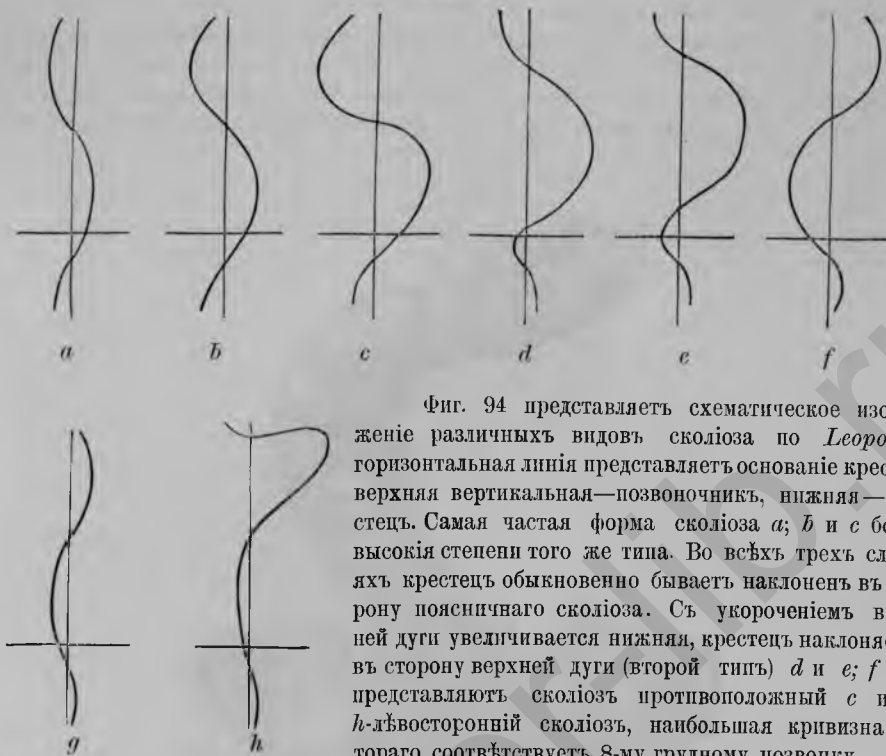 a b c d e f
Фиг. 94 представляетъ схематическое изо
женіе различныхъ видовъ сколіоза по Leopo
горизонтальная линія представляетъ основаніе крес
верхняя вертикальная—позвоночникъ, нижняя—
стецъ. Самая частая форма сколіоза a; b и c бо
высокія степени того же типа. Во всѣхъ трехъ сл
яхъ крестецъ обыкновенно бываетъ наклоненъ въ
рону поясничнаго сколіоза. Съ укороченіемъ в
ней дуги увеличивается нижняя, крестецъ наклоня
въ сторону верхней дуги (второй типъ) d и e; f
представляютъ сколіозъ противоположный c и
h-лѣвосторонній сколіозъ, наибольшая кривизна
тораго соотвѣтствуетъ 8-му грудному позвонку
g h